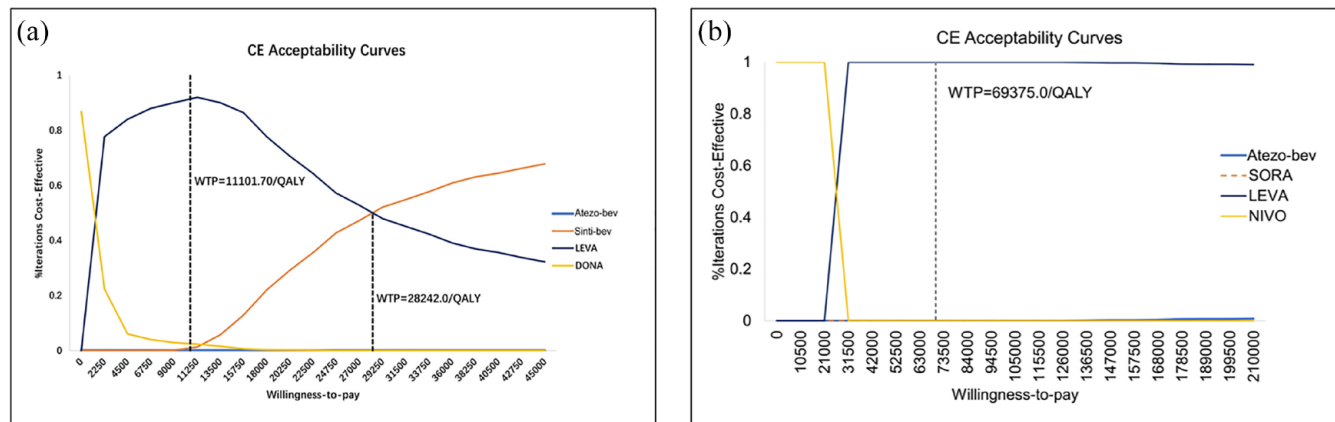 (a)
CE Acceptability Curves
%Iterations Cost-Effective
1
0.8
0.6
0.4
0.2
0
WTP=11101.70/QALY
WTP=28242.0/QALY
Atezo-bev
Sinti-bev
LEVA
DONA
0 2250 4500 6750 9000 11250 13500 15750 18000 20250 22500 24750 27000 29250 31500 33750 36000 38250 40500 42750 45000
Willingness-to-pay
(b)
CE Acceptability Curves
%Iterations Cost-Effective
1
0.8
0.6
0.4
0.2
0
WTP=69375.0/QALY
Atezo-bev
SORA
LEVA
NIVO
0 10500 21000 31500 42000 52500 63000 73500 84000 94500 105000 115500 126000 136500 147000 157500 168000 178500 189000 199500 210000
Willingness-to-pay